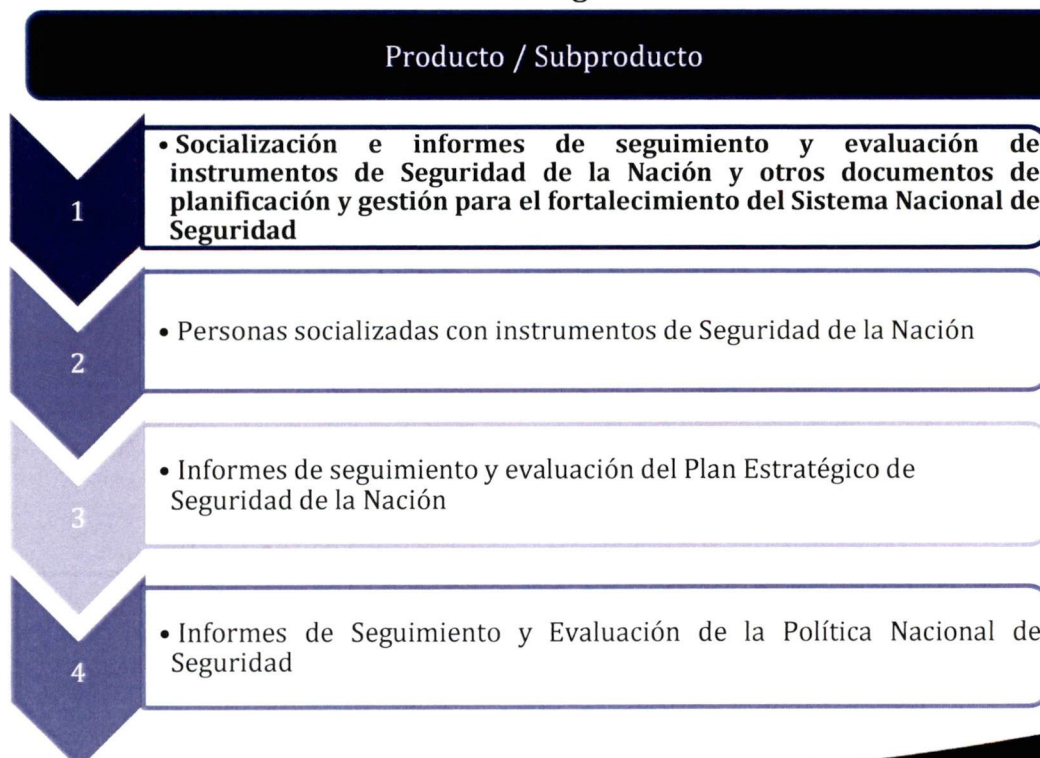 Producto / Subproducto
1
• Socialización e informes de seguimiento y evaluación de
instrumentos de Seguridad de la Nación y otros documentos de
planificación y gestión para el fortalecimiento del Sistema Nacional de
Seguridad
2
• Personas socializadas con instrumentos de Seguridad de la Nación
3
• Informes de seguimiento y evaluación del Plan Estratégico de
Seguridad de la Nación
4
• Informes de Seguimiento y Evaluación de la Política Nacional de
Seguridad